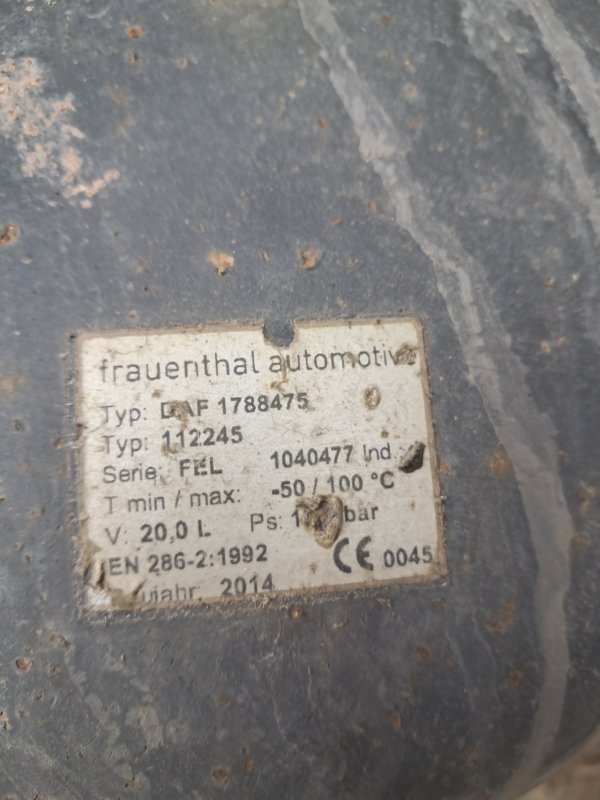 frauenthal automotive
Typ: DAF 1788475
Typ: 112245
Serie: FEL 1040477 Ind.:
T min / max: -50 / 100 °C
V: 20,0 L Ps: bar
EN 286-2:1992 CE 0045
2014